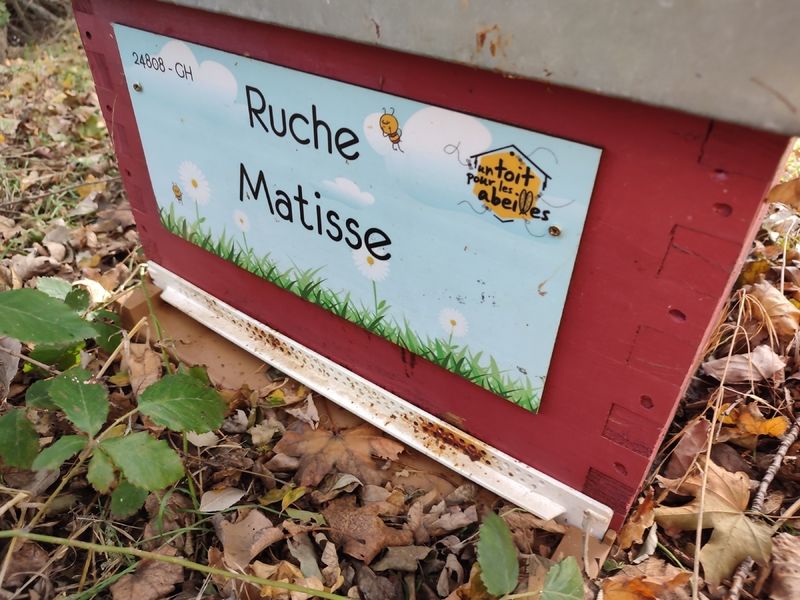 24808 - GH
Ruche
Matisse
un toit
pour les
abeilles